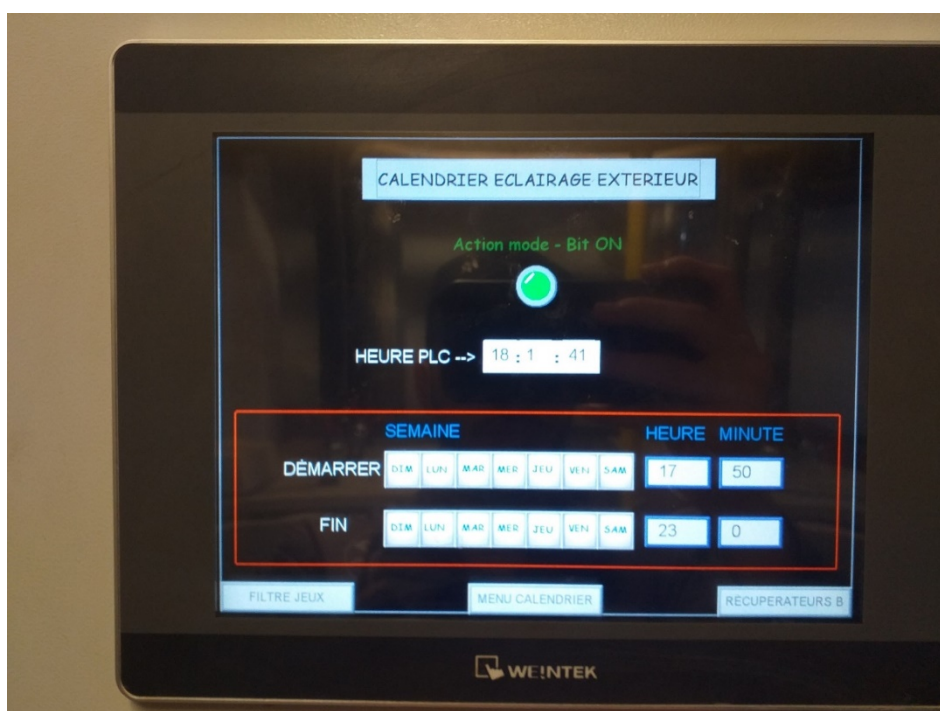 CALENDRIER ECLAIRAGE EXTERIEUR
Action mode - Bit ON
HEURE PLC --> 18 : 1 : 41
SEMAINE HEURE MINUTE
DÉMARRER DIM LUN MAR MER JEU VEN SAM 17 50
FIN DIM LUN MAR MER JEU VEN SAM 23 0
FILTRE JEUX MENU CALENDRIER RECUPERATEURS B
WEINTEK